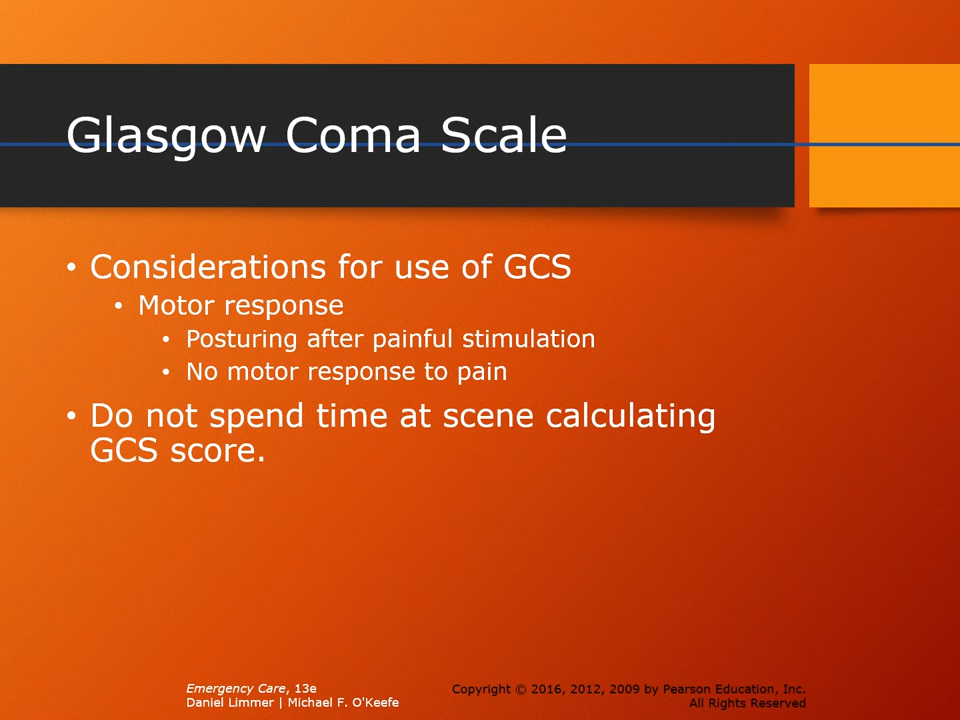 Glasgow Coma Scale
• Considerations for use of GCS
• Motor response
• Posturing after painful stimulation
• No motor response to pain
• Do not spend time at scene calculating
GCS score.
Emergency Care, 13e
Daniel Limmer | Michael F. O'Keefe
Copyright © 2016, 2012, 2009 by Pearson Education, Inc.
All Rights Reserved